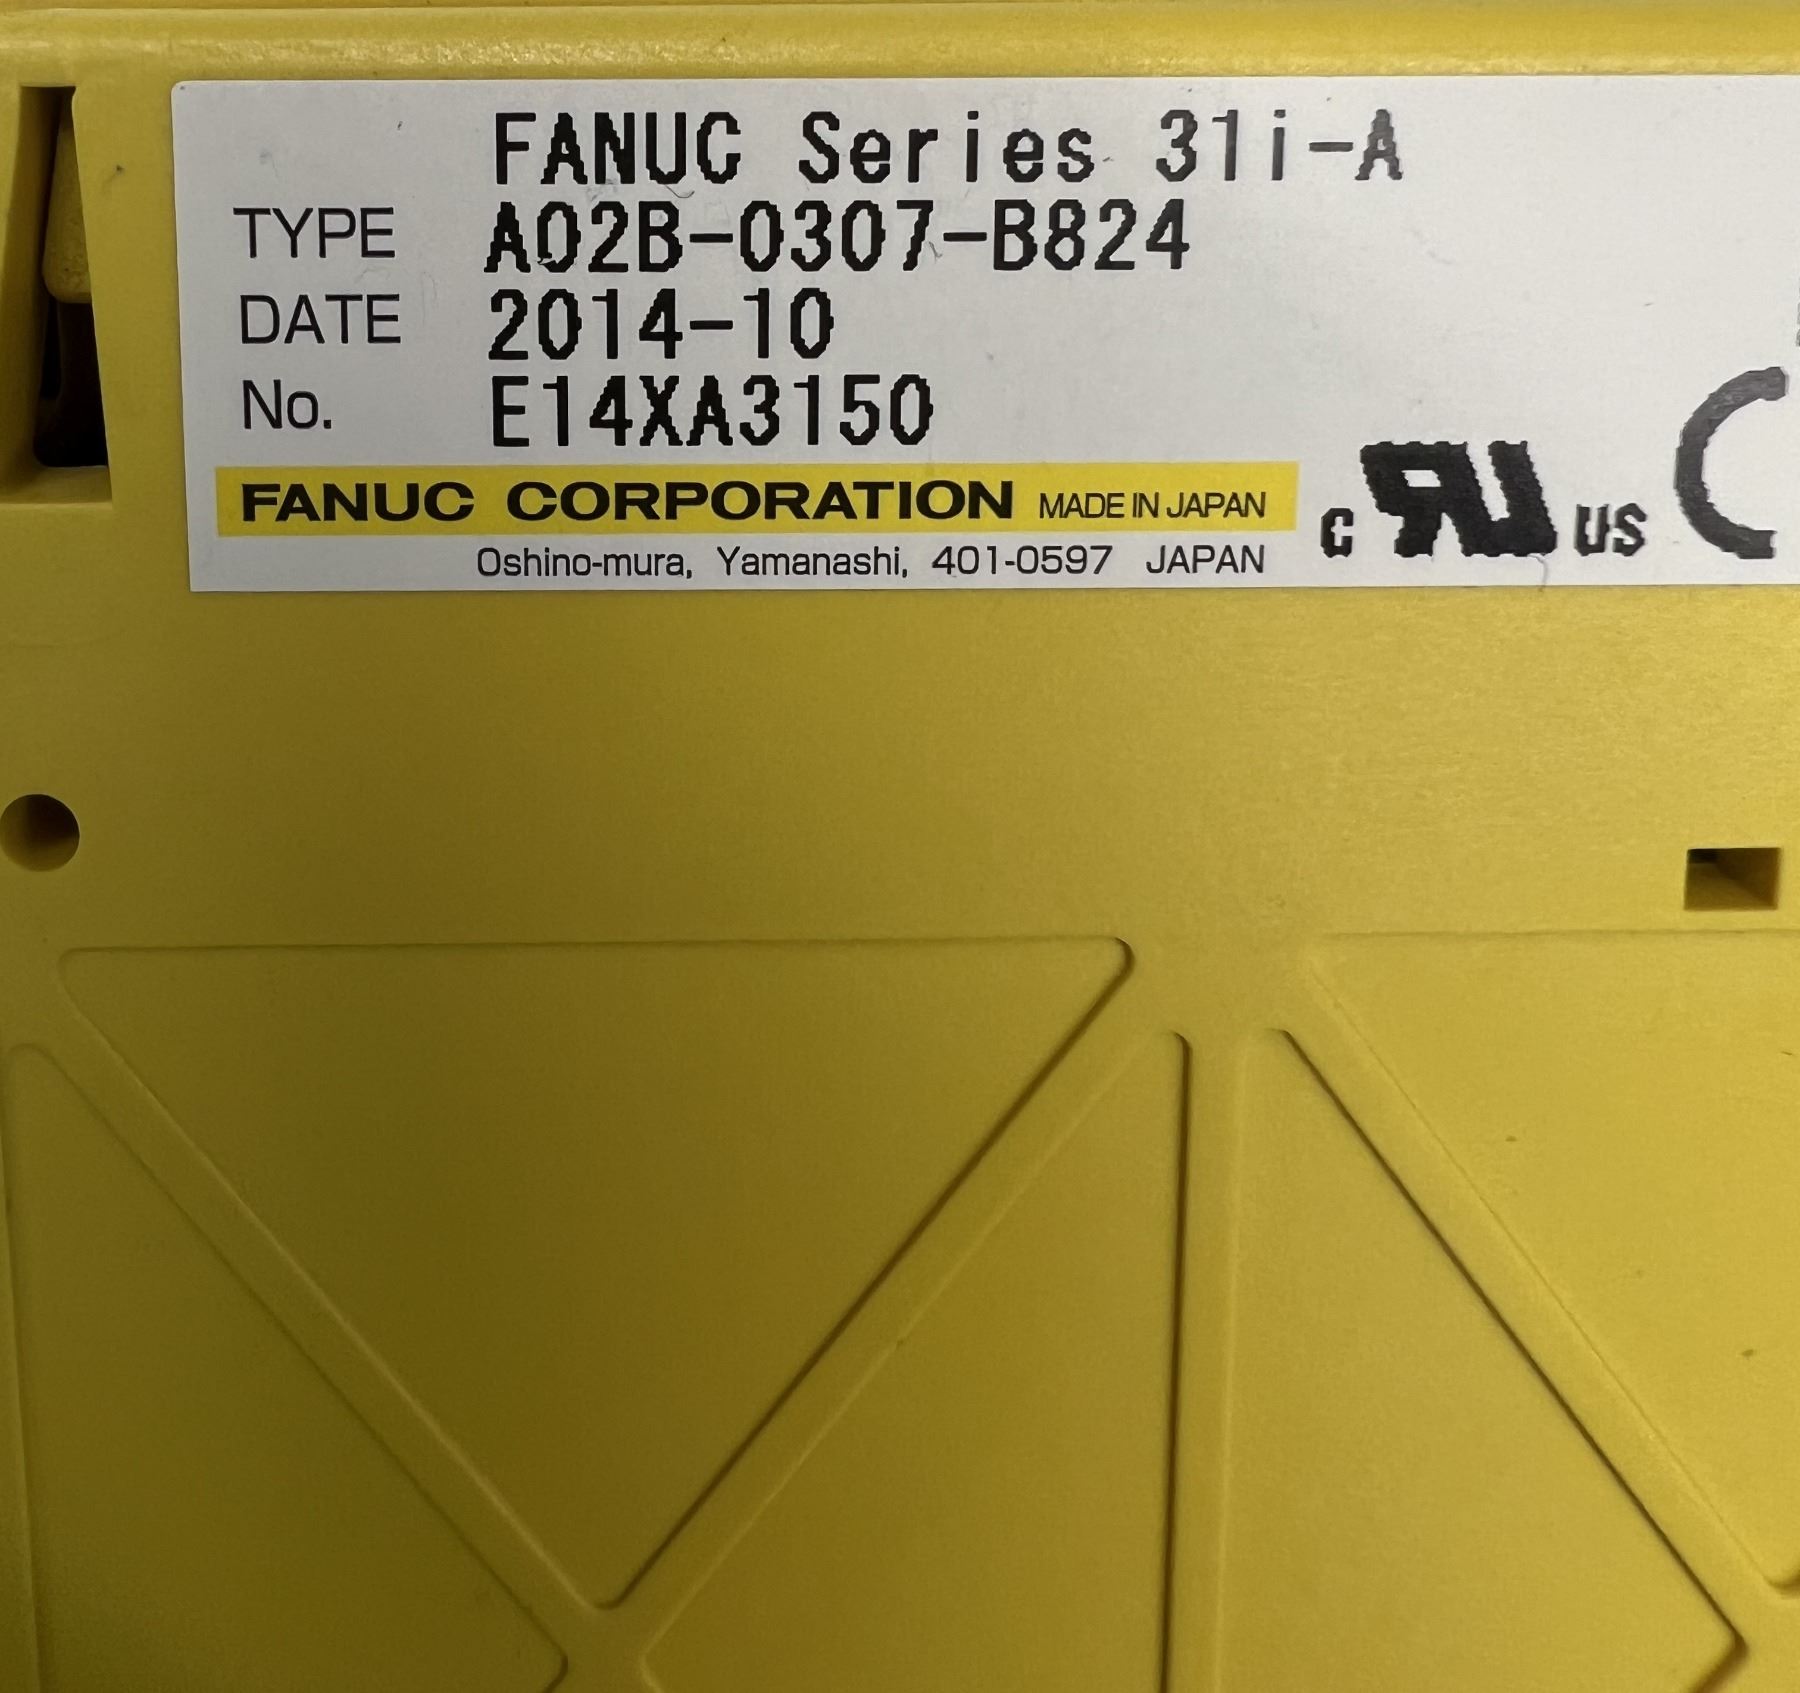 FANUC Series 31i-A
TYPE A02B-0307-B824
DATE 2014-10
No. E14XA3150
FANUC CORPORATION MADE IN JAPAN
Oshino-mura, Yamanashi, 401-0597 JAPAN
c RU US